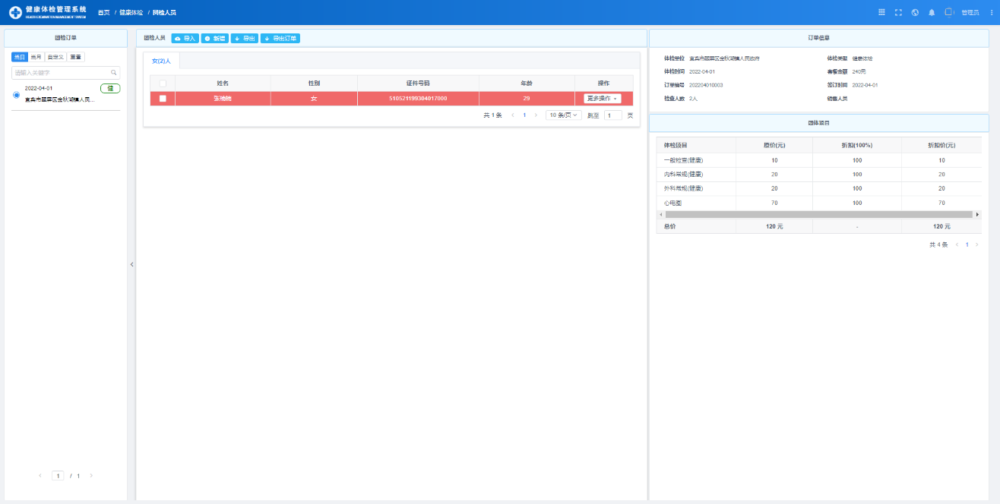 健康体检管理系统
HEALTH EXAMINATION MANAGEMENT SYSTEM
首页 / 健康体检 / 团检人员
管理员
团检订单
当日 当月 自定义 重置
请输入关键字
2022-04-01 健
宜宾市翠屏区金秋湖镇人民...
1 / 1
团检人员 导入 新增 导出 导出订单
女(2)人
姓名 性别 证件号码 年龄 操作
张楠楠 女 510521199304017000 29 更多操作
共 1 条 1 10 条/页 跳至 1 页
订单信息
体检单位 宜宾市翠屏区金秋湖镇人民政府 体检类型 健康体检
体检时间 2022-04-01 套餐金额 240元
订单编号 202204010003 签订时间 2022-04-01
检查人数 2人 销售人员
团体项目
体检项目 原价(元) 折扣(100%) 折扣价(元)
一般检查(健康) 10 100 10
内科常规(健康) 20 100 20
外科常规(健康) 20 100 20
心电图 70 100 70
总价 120 元 - 120 元
共 4 条 1